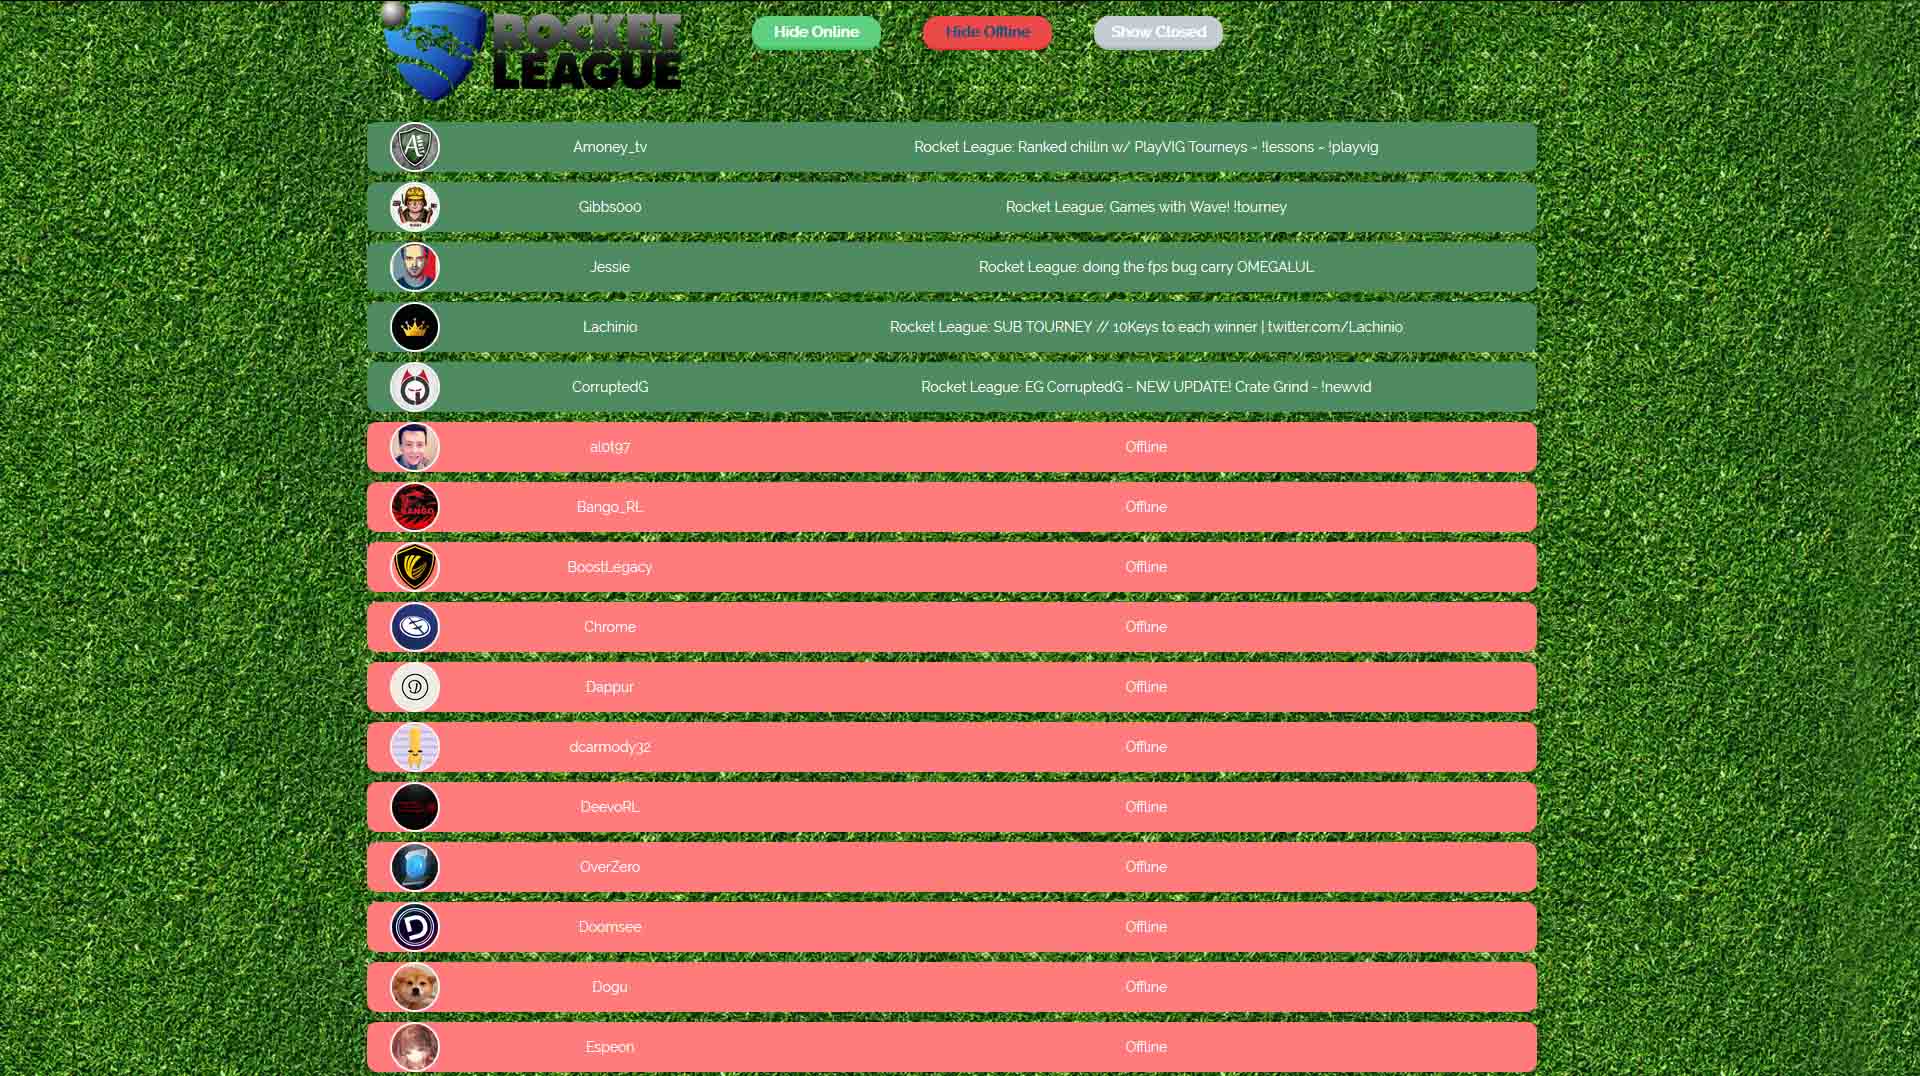 ROCKET
LEAGUE
Hide Online
Hide Offline
Show Closed
Amoney_tv
Rocket League: Ranked chillin w/ PlayVIG Tourneys ~ !lessons ~ !playvig
Gibbs000
Rocket League: Games with Wave! !tourney
Jessie
Rocket League: doing the fps bug carry OMEGALUL
Lachinio
Rocket League: SUB TOURNEY // 10Keys to each winner | twitter.com/Lachinio
CorruptedG
Rocket League: EG CorruptedG - NEW UPDATE! Crate Grind - !newvid
al0t97
Offline
BANGO
Bango_RL
Offline
BoostLegacy
Offline
Chrome
Offline
Dappur
Offline
dcarmody32
Offline
DeevoRL
Offline
OverZero
Offline
D
Doomsee
Offline
Dogu
Offline
Espeon
Offline